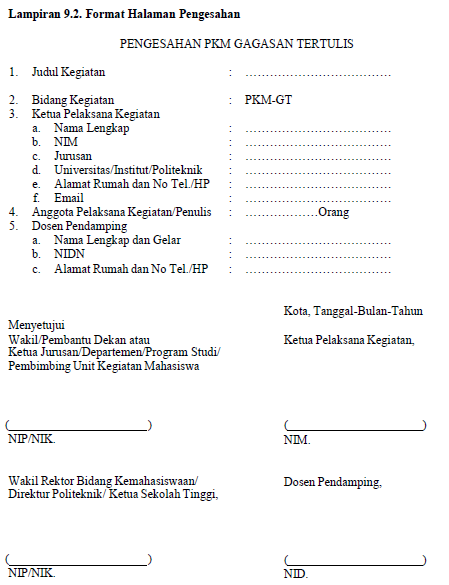 Lampiran 9.2. Format Halaman Pengesahan
PENGESAHAN PKM GAGASAN TERTULIS
1. Judul Kegiatan : ....................................
2. Bidang Kegiatan : PKM-GT
3. Ketua Pelaksana Kegiatan
a. Nama Lengkap : ....................................
b. NIM : ....................................
c. Jurusan : ....................................
d. Universitas/Institut/Politeknik : ....................................
e. Alamat Rumah dan No Tel./HP : ....................................
f. Email : ....................................
4. Anggota Pelaksana Kegiatan/Penulis : ..................Orang
5. Dosen Pendamping
a. Nama Lengkap dan Gelar : ....................................
b. NIDN : ....................................
c. Alamat Rumah dan No Tel./HP : ....................................
Kota, Tanggal-Bulan-Tahun
Menyetujui
Wakil/Pembantu Dekan atau
Ketua Jurusan/Departemen/Program Studi/
Pembimbing Unit Kegiatan Mahasiswa
Ketua Pelaksana Kegiatan,
(________________________)
NIP/NIK.
(________________________)
NIM.
Wakil Rektor Bidang Kemahasiswaan/
Direktur Politeknik/ Ketua Sekolah Tinggi,
Dosen Pendamping,
(________________________)
NIP/NIK.
(________________________)
NID.